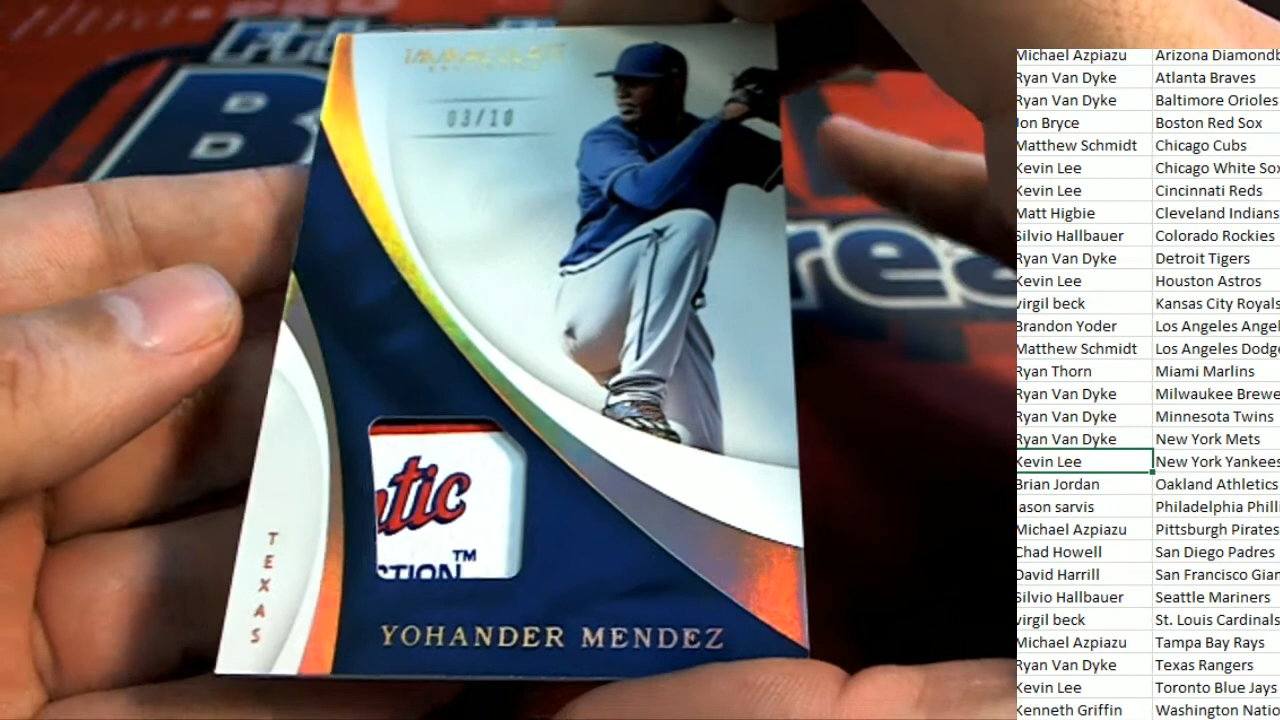 IMMACULATE
COLLECTION
03/10
B
D
rea
ntic
CTION™
TEXAS
YOHANDER MENDEZ
Michael Azpiazu Arizona Diamondb
Ryan Van Dyke Atlanta Braves
Ryan Van Dyke Baltimore Orioles
Jon Bryce Boston Red Sox
Matthew Schmidt Chicago Cubs
Kevin Lee Chicago White Sox
Kevin Lee Cincinnati Reds
Matt Higbie Cleveland Indians
Silvio Hallbauer Colorado Rockies
Ryan Van Dyke Detroit Tigers
Kevin Lee Houston Astros
virgil beck Kansas City Royals
Brandon Yoder Los Angeles Angel
Matthew Schmidt Los Angeles Dodge
Ryan Thorn Miami Marlins
Ryan Van Dyke Milwaukee Brewe
Ryan Van Dyke Minnesota Twins
Ryan Van Dyke New York Mets
Kevin Lee New York Yankees
Brian Jordan Oakland Athletics
ason sarvis Philadelphia Philli
Michael Azpiazu Pittsburgh Pirates
Chad Howell San Diego Padres
David Harrill San Francisco Gian
Silvio Hallbauer Seattle Mariners
virgil beck St. Louis Cardinals
Michael Azpiazu Tampa Bay Rays
Ryan Van Dyke Texas Rangers
Kevin Lee Toronto Blue Jays
Kenneth Griffin Washington Natio